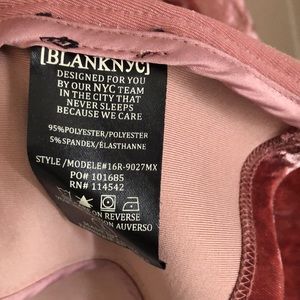 [BLANKNYC]
DESIGNED FOR YOU
BY OUR NYC TEAM
IN THE CITY THAT
NEVER SLEEPS
BECAUSE WE CARE
95%POLYESTER/POLYESTER
5%SPANDEX/ÉLASTHANNE
STYLE/MODELE#16R-9027MX
PO# 101685
RN# 114542
ON REVERSE
AUVERSO